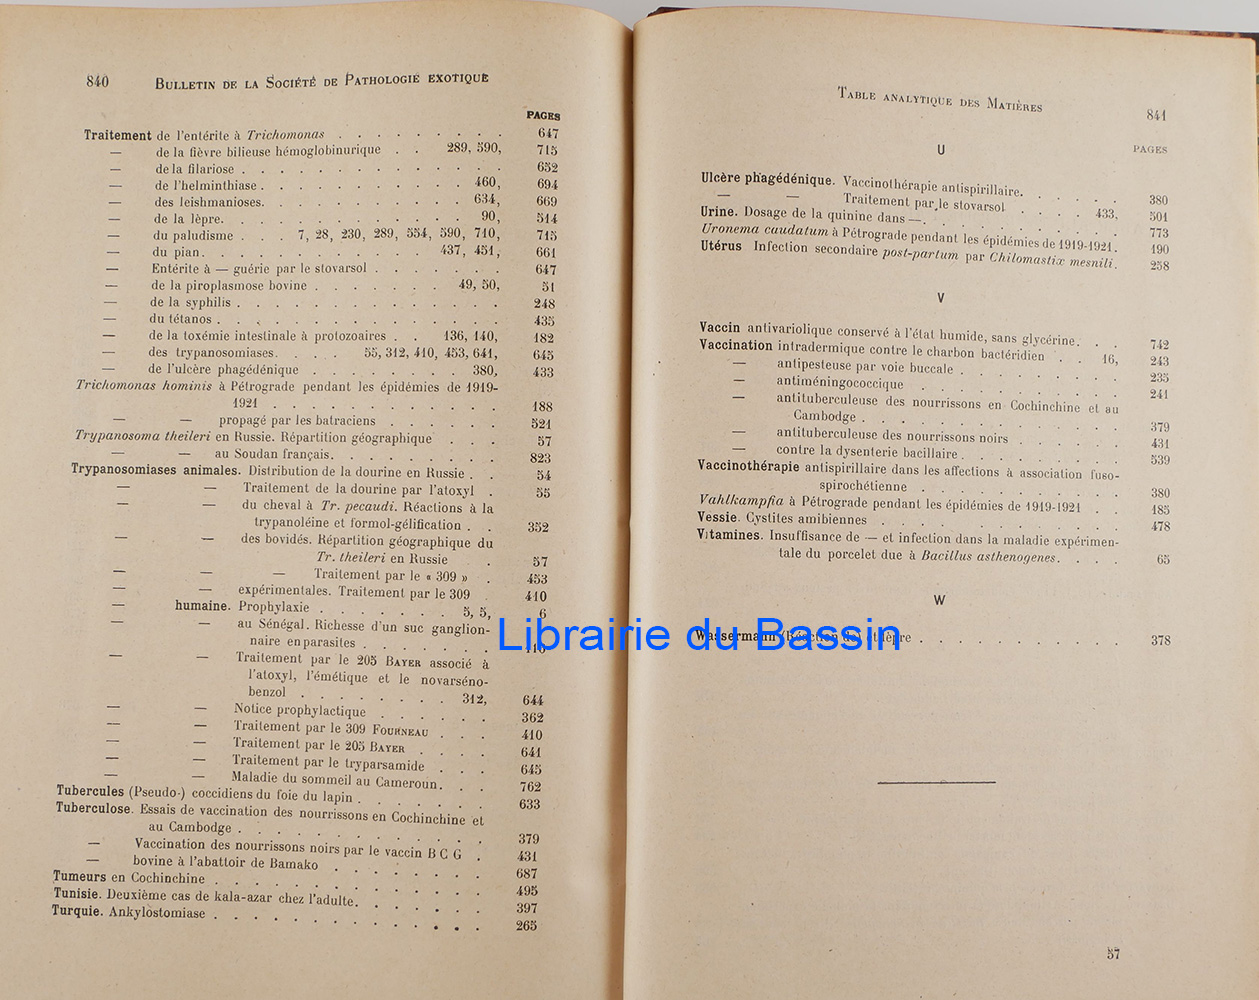 840 BULLETIN DE LA SOCIÉTÉ DE PATHOLOGIE EXOTIQUE
PAGES
Traitement de l'entérite à Trichomonas . . . . . . . . . 647
— de la fièvre bilieuse hémoglobinurique . . 289, 590, 715
— de la filariose . . . . . . . . . . . . . . 652
— de l'helminthiase . . . . . . . . . . . . 460, 694
— des leishmanioses. . . . . . . . . . . 634, 669
— de la lèpre. . . . . . . . . . . . . 90, 514
— du paludisme . . . 7, 28, 230, 289, 554, 590, 710, 715
— du pian. . . . . . . . . . . . 437, 451, 661
— Entérite à — guérie par le stovarsol . . . . . . . 647
— de la piroplasmose bovine . . . . . . . 49, 50, 51
— de la syphilis . . . . . . . . . . . . . . 248
— du tétanos . . . . . . . . . . . . . . . 435
— de la toxémie intestinale à protozoaires . . 136, 140, 182
— des trypanosomiases. . . . . 55, 312, 410, 453, 641, 645
— de l'ulcère phagédénique . . . . . . . . 380, 433
Trichomonas hominis à Pétrograde pendant les épidémies de 1919-
1921 . . . . . . . . . . . . 188
— — propagé par les batraciens . . . . . . 521
Trypanosoma theileri en Russie. Répartition géographique . . . 57
— — au Soudan français. . . . . . . . . 823
Trypanosomiases animales. Distribution de la dourine en Russie . . 54
— — Traitement de la dourine par l'atoxyl . 55
— — du cheval à Tr. pecaudi. Réactions à la
trypanoléine et formol-gélification . . 352
— — des bovidés. Répartition géographique du
Tr. theileri en Russie . 57
— — — Traitement par le « 309 » . 453
— — expérimentales. Traitement par le 309 . 410
— humaine. Prophylaxie . . . . . . . 5, 5, 6
— — au Sénégal. Richesse d'un suc ganglion-
naire en parasites . . . . . . . 110
— — Traitement par le 205 BAYER associé à
l'atoxyl, l'émétique et le novarséno-
benzol . . . . . . . . 312, 644
— — Notice prophylactique . . . . . . 362
— — Traitement par le 309 FOURNEAU . . . 410
— — Traitement par le 205 BAYER . . . . 641
— — Traitement par le tryparsamide . . . 645
— — Maladie du sommeil au Cameroun. . . 762
Tubercules (Pseudo-) coccidiens du foie du lapin . . . . . . . 633
Tuberculose. Essais de vaccination des nourrissons en Cochinchine et
au Cambodge . . . . . . . . . . . . . 379
— Vaccination des nourrissons noirs par le vaccin B C G . 431
— bovine à l'abattoir de Bamako . . . . . . . . 687
Tumeurs en Cochinchine . . . . . . . . . . . . . . 495
Tunisie. Deuxième cas de kala-azar chez l'adulte. . . . . . . 397
Turquie. Ankylostomiase . . . . . . . . . . . . . . 265
TABLE ANALYTIQUE DES MATIÈRES 841
U
PAGES
Ulcère phagédénique. Vaccinothérapie antispirillaire. . . . . . 380
— — Traitement par le stovarsol . . . . 433, 501
Urine. Dosage de la quinine dans —. . . . . . . . . . . 773
Uronema caudatum à Pétrograde pendant les épidémies de 1919-1921. 190
Utérus Infection secondaire post-partum par Chilomastix mesnili. 258
V
Vaccin antivariolique conservé à l'état humide, sans glycérine. . . 742
Vaccination intradermique contre le charbon bactéridien . . 16, 243
— antipesteuse par voie buccale . . . . . . . . . 235
— antiméningococcique . . . . . . . . . . . 241
— antituberculeuse des nourrissons en Cochinchine et au
Cambodge . . . . . . . . . . . . . . 379
— antituberculeuse des nourrissons noirs . . . . . . 431
— contre la dysenterie bacillaire . . . . . . . . . 539
Vaccinothérapie antispirillaire dans les affections à association fuso-
spirochétienne . . . . . . . . . . . 380
Vahlkampfia à Pétrograde pendant les épidémies de 1919-1921 . . 185
Vessie. Cystites amibiennes . . . . . . . . . . . . . 478
Vitamines. Insuffisance de — et infection dans la maladie expérimen-
tale du porcelet due à Bacillus asthenogenes. . . . 65
W
Wassermann (Réaction de) et lèpre . . . . . . . . . . . 378
Librairie du Bassin
57